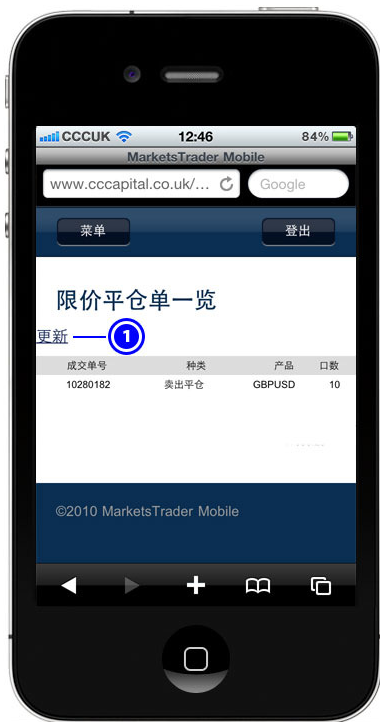 CCCUK 12:46 84%
MarketsTrader Mobile
www.cccapital.co.uk/... Google
菜单 登出
限价平仓单一览
更新 1
成交单号 种类 产品 口数
10280182 卖出平仓 GBPUSD 10
©2010 MarketsTrader Mobile